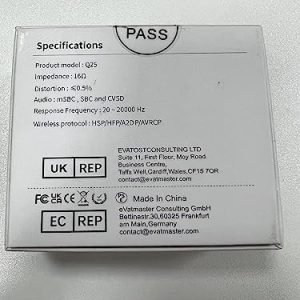 PASS
Specifications
Product model : Q25
Impedance : 16Ω
Distortion : ≤0.5%
Audio : mSBC , SBC and CVSD
Response Frequency : 20 ~ 20000 Hz
Wireless protocol : HSP/HFP/A2DP/AVRCP
UK REP
EVATOSTCONSULTING LTD
Suite 11, First Floor, Moy Road
Business Centre,
Taffs Well,Cardiff,Wales,CF15 7QR
contact@evatmaster.com
CE FC
Made In China
EC REP
eVatmaster Consulting GmbH
Bettinastr.30,60325 Frankfurt
am Main,Germany
contact@evatmaster.com